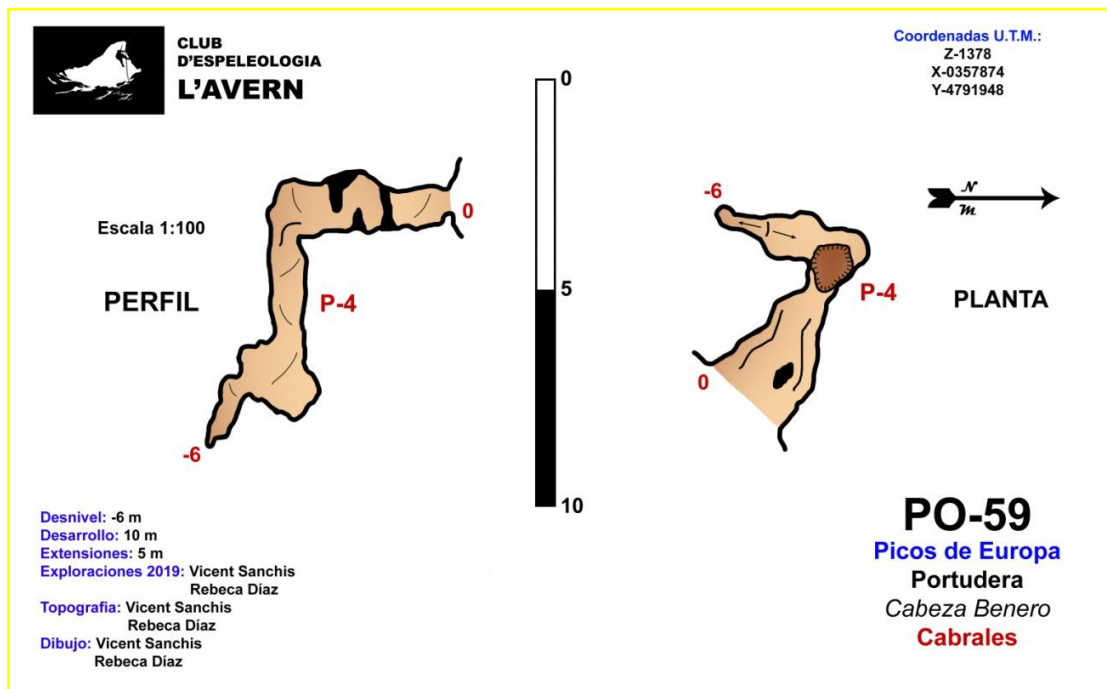 CLUB
D'ESPELEOLOGIA
L'AVERN
Coordenadas U.T.M.:
Z-1378
X-0357874
Y-4791948
0
5
10
Escala 1:100
PERFIL
0
P-4
-6
N
m
-6
P-4
PLANTA
0
Desnivel: -6 m
Desarrollo: 10 m
Extensiones: 5 m
Exploraciones 2019: Vicent Sanchis
Rebeca Díaz
Topografia: Vicent Sanchis
Rebeca Díaz
Dibujo: Vicent Sanchis
Rebeca Díaz
PO-59
Picos de Europa
Portudera
Cabeza Benero
Cabrales